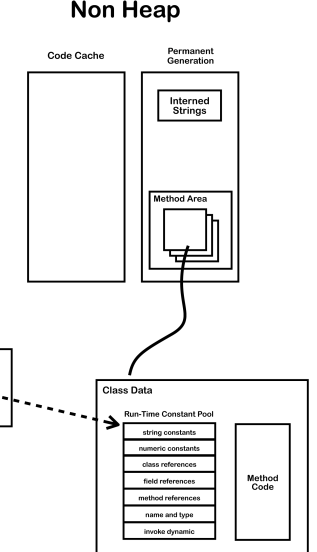 Non Heap
Code Cache
Permanent
Generation
Interned
Strings
Method Area
Class Data
Run-Time Constant Pool
string constants
numeric constants
class references
field references
method references
name and type
invoke dynamic
Method
Code